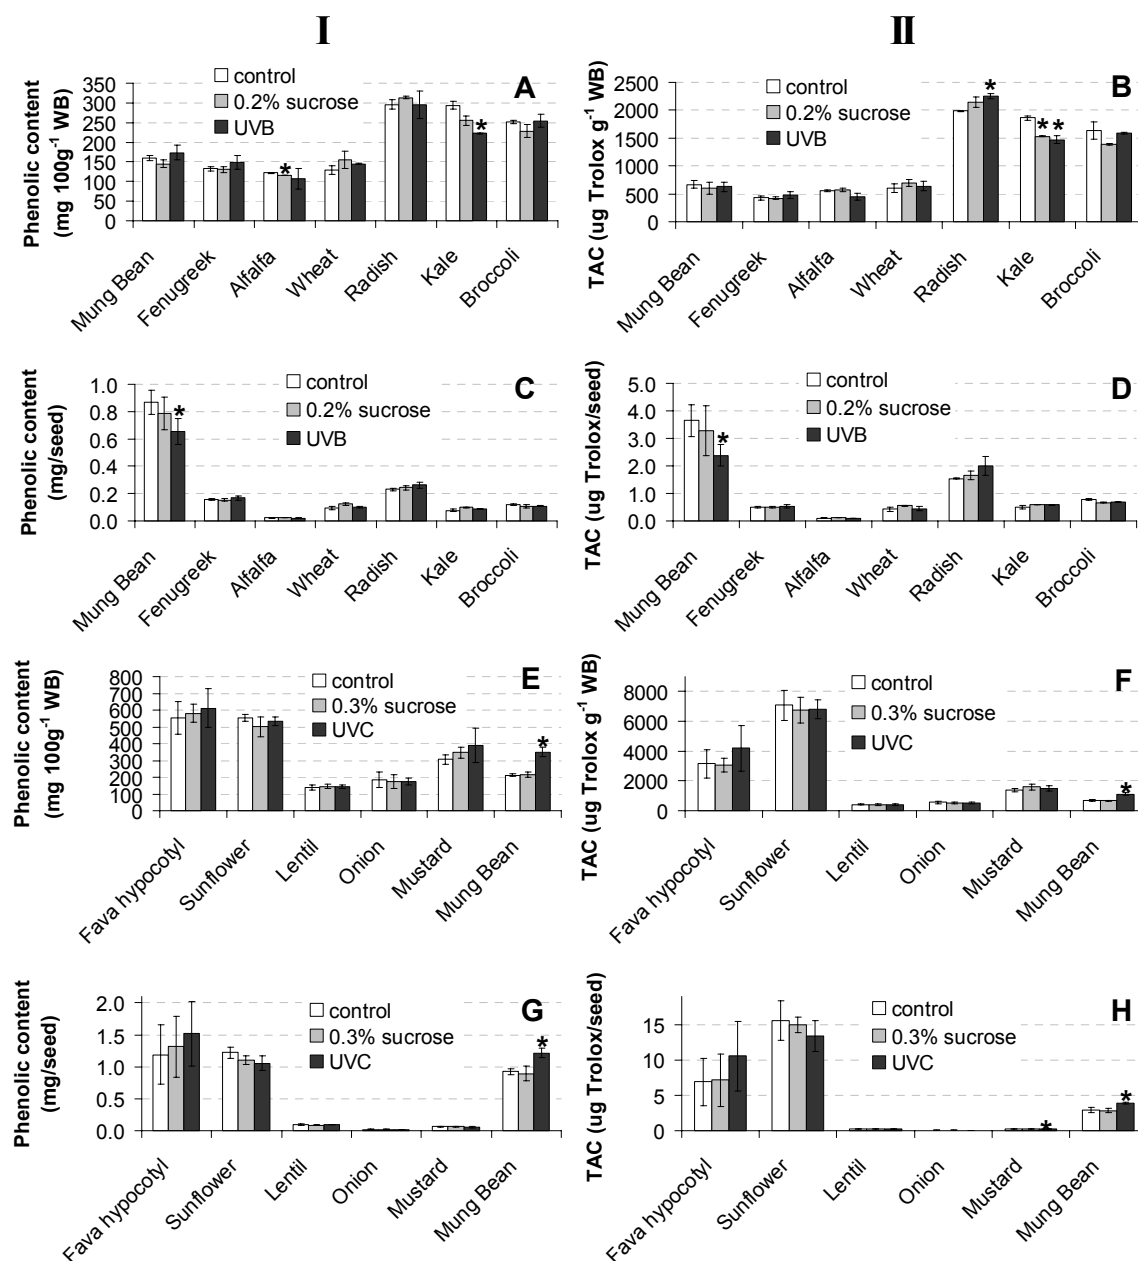 I
II
A
control
0.2% sucrose
UVB
Phenolic content
(mg 100g-1 WB)
350
300
250
200
150
100
50
0
*
*
Mung Bean
Fenugreek
Alfalfa
Wheat
Radish
Kale
Broccoli
B
control
0.2% sucrose
UVB
TAC (ug Trolox g-1 WB)
2500
2000
1500
1000
500
0
*
* *
Mung Bean
Fenugreek
Alfalfa
Wheat
Radish
Kale
Broccoli
C
control
0.2% sucrose
UVB
Phenolic content
(mg/seed)
1.0
0.8
0.6
0.4
0.2
0.0
*
Mung Bean
Fenugreek
Alfalfa
Wheat
Radish
Kale
Broccoli
D
control
0.2% sucrose
UVB
TAC (ug Trolox/seed)
5.0
4.0
3.0
2.0
1.0
0.0
*
Mung Bean
Fenugreek
Alfalfa
Wheat
Radish
Kale
Broccoli
E
control
0.3% sucrose
UVC
Phenolic content
(mg 100g-1 WB)
800
700
600
500
400
300
200
100
0
*
Fava hypocotyl
Sunflower
Lentil
Onion
Mustard
Mung Bean
F
control
0.3% sucrose
UVC
TAC (ug Trolox g-1 WB)
8000
6000
4000
2000
0
*
Fava hypocotyl
Sunflower
Lentil
Onion
Mustard
Mung Bean
G
control
0.3% sucrose
UVC
Phenolic content
(mg/seed)
2.0
1.5
1.0
0.5
0.0
*
Fava hypocotyl
Sunflower
Lentil
Onion
Mustard
Mung Bean
H
control
0.3% sucrose
UVC
TAC (ug Trolox/seed)
15
10
5
0
*
*
Fava hypocotyl
Sunflower
Lentil
Onion
Mustard
Mung Bean